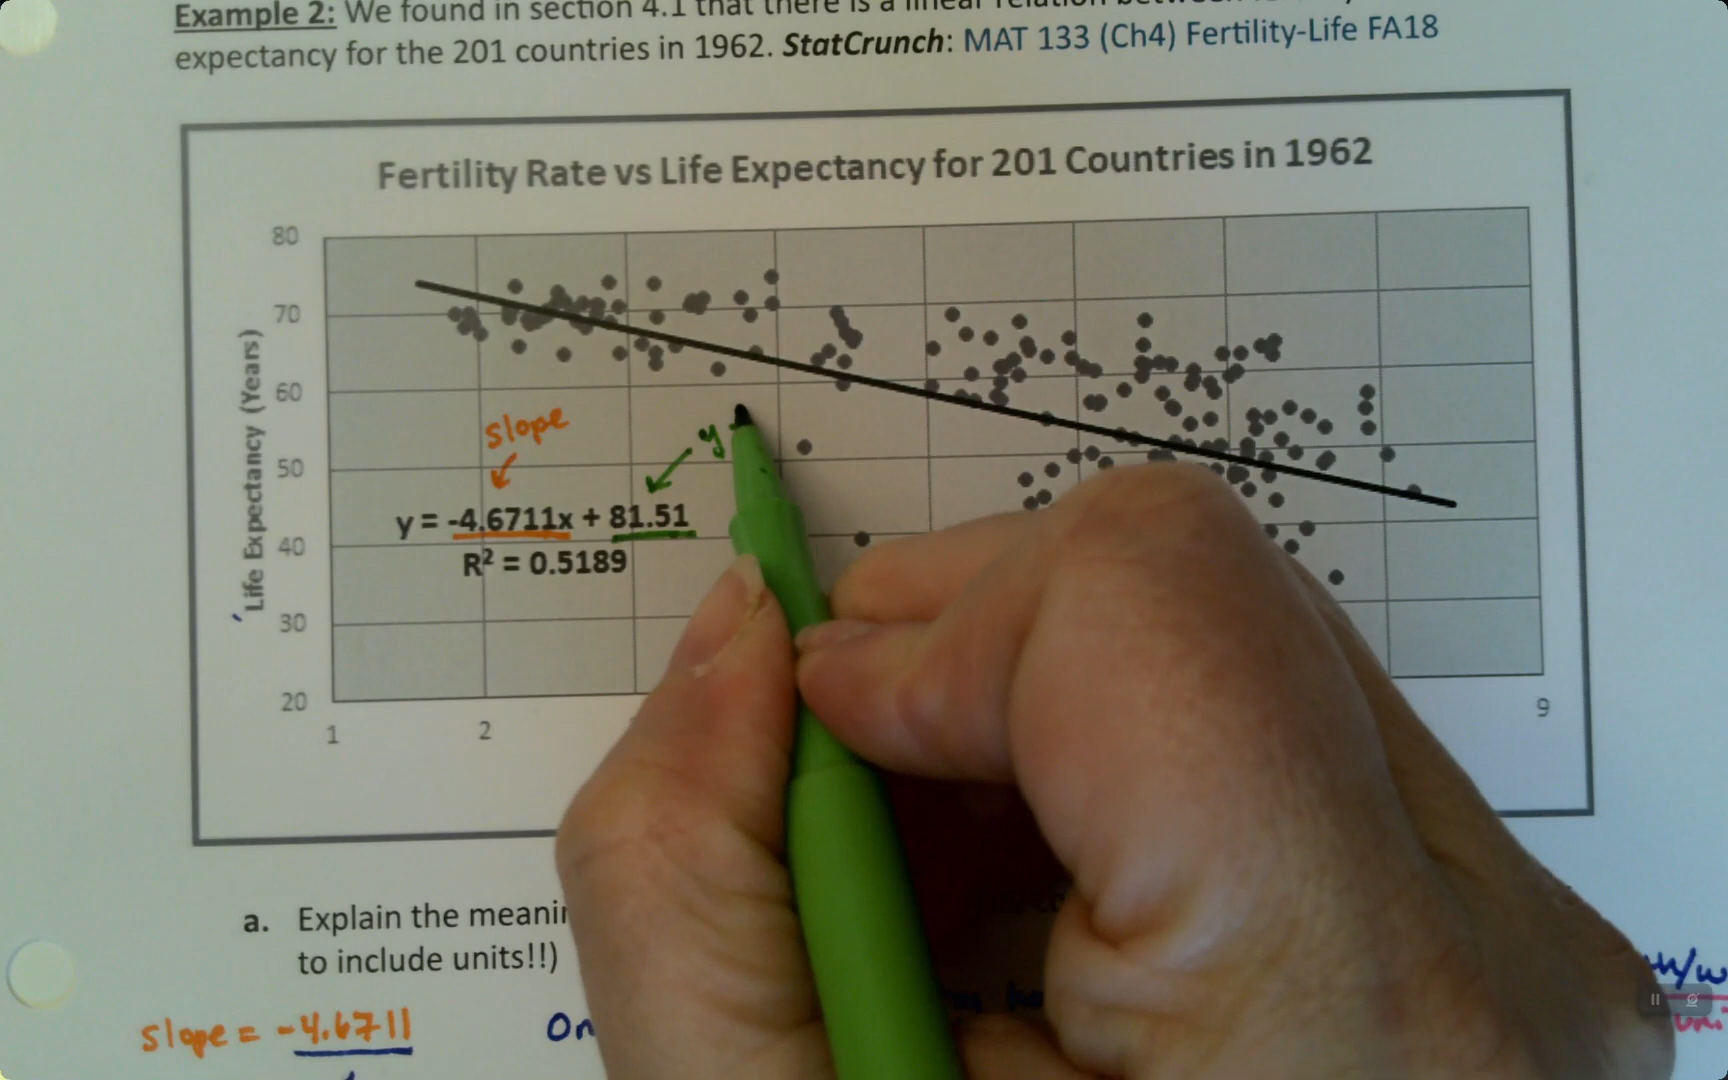 Example 2: We found in section 4.1 that there is a linear relation between
expectancy for the 201 countries in 1962. StatCrunch: MAT 133 (Ch4) Fertility-Life FA18
Fertility Rate vs Life Expectancy for 201 Countries in 1962
80
70
60
50
40
30
20
Life Expectancy (Years)
slope
y
y = -4.6711x + 81.51
R² = 0.5189
1
2
9
a. Explain the
to include units!!)
slope = -4.6711
On